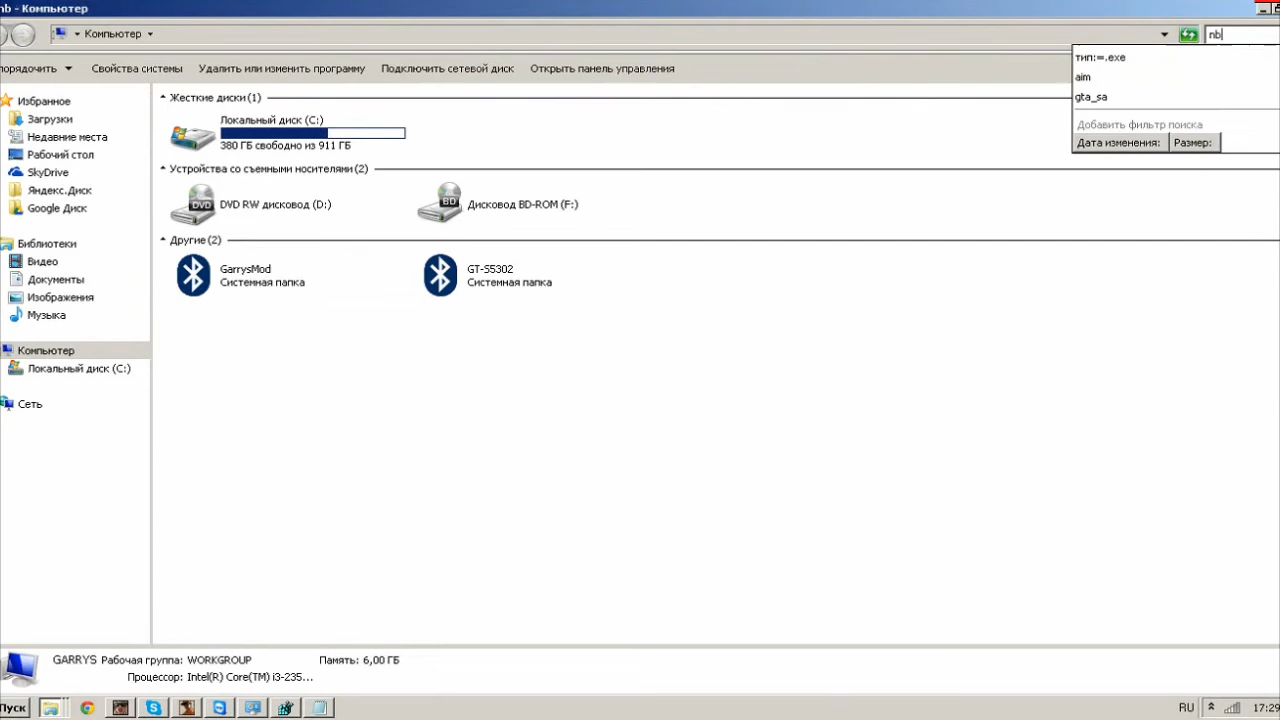 nb - Компьютер
Компьютер
nb
порядочить
Свойства системы
Удалить или изменить программу
Подключить сетевой диск
Открыть панель управления
тип:=.exe
aim
gta_sa
Добавить фильтр поиска
Дата изменения:
Размер:
Избранное
Загрузки
Недавние места
Рабочий стол
SkyDrive
Яндекс.Диск
Google Диск
Библиотеки
Видео
Документы
Изображения
Музыка
Компьютер
Локальный диск (C:)
Сеть
Жесткие диски (1)
Локальный диск (C:)
380 ГБ свободно из 911 ГБ
Устройства со съемными носителями (2)
DVD RW дисковод (D:)
Дисковод BD-ROM (F:)
Другие (2)
GarrysMod
Системная папка
GT-S5302
Системная папка
GARRYS Рабочая группа: WORKGROUP
Память: 6,00 ГБ
Процессор: Intel(R) Core(TM) i3-235...
Пуск
RU
17:29